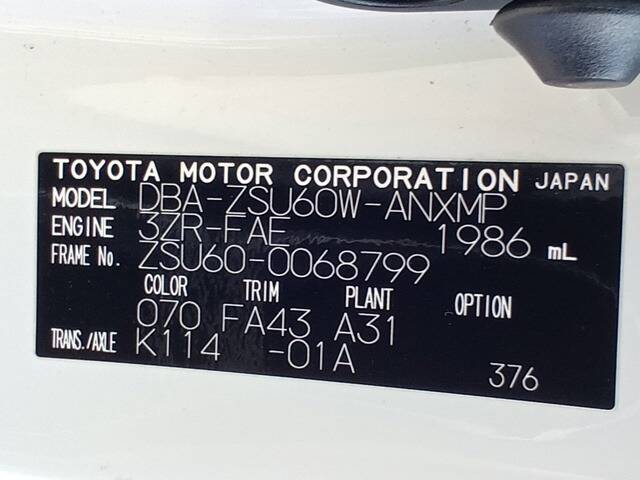 TOYOTA MOTOR CORPORATION JAPAN
MODEL DBA-ZSU60W-ANXMP
ENGINE 3ZR-FAE 1986 mL
FRAME No. ZSU60-0068799
COLOR TRIM PLANT OPTION
070 FA43 A31
TRANS./AXLE K114 -01A
376